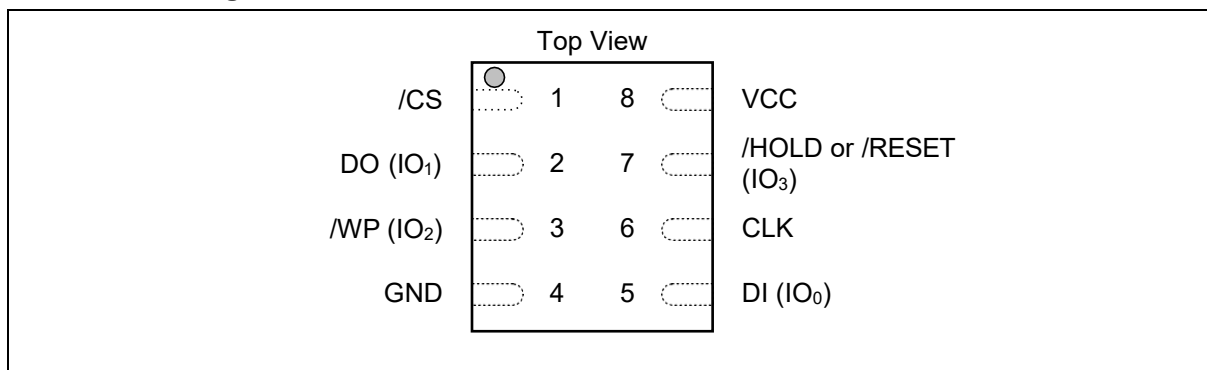 Top View
/CS 1 8 VCC
DO (IO₁) 2 7 /HOLD or /RESET
(IO₃)
/WP (IO₂) 3 6 CLK
GND 4 5 DI (IO₀)